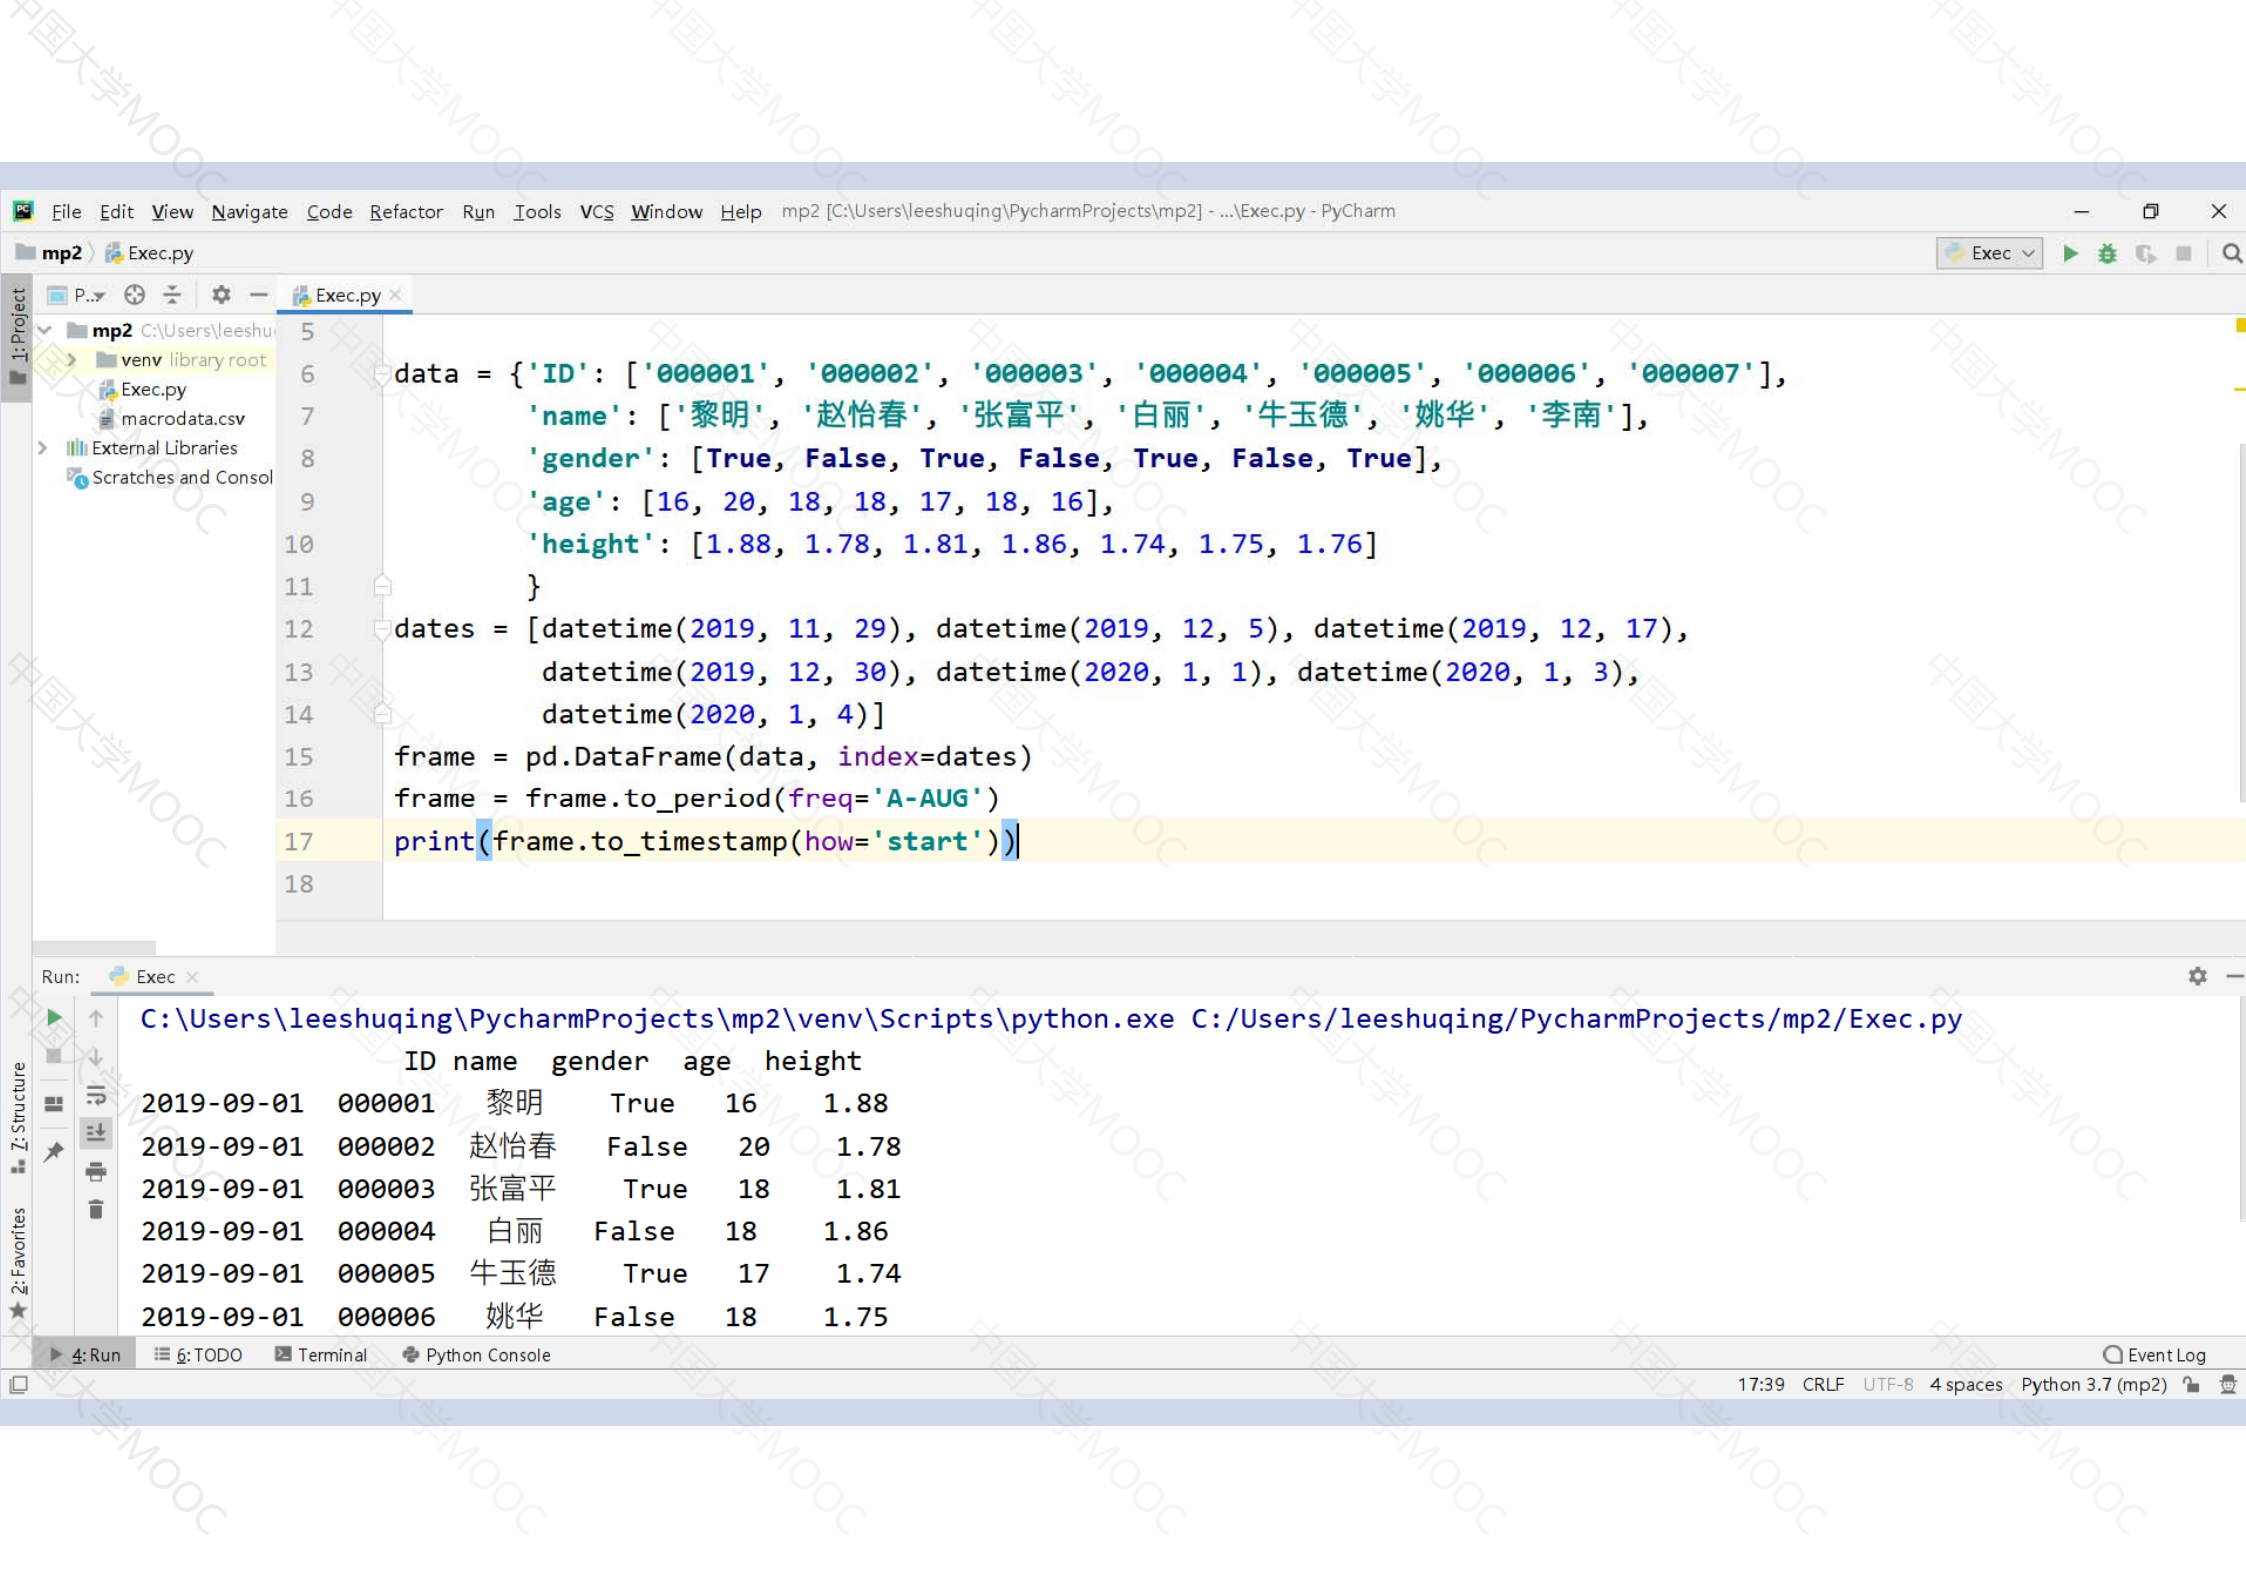 File Edit View Navigate Code Refactor Run Tools VCS Window Help mp2 [C:\Users\leeshuqing\PycharmProjects\mp2] - ...\Exec.py - PyCharm
mp2 Exec.py Exec
P.. Exec.py
1: Project
mp2 C:\Users\leeshu
venv library root
Exec.py
macrodata.csv
External Libraries
Scratches and Consol
5
6 data = {'ID': ['000001', '000002', '000003', '000004', '000005', '000006', '000007'],
7 'name': ['黎明', '赵怡春', '张富平', '白丽', '牛玉德', '姚华', '李南'],
8 'gender': [True, False, True, False, True, False, True],
9 'age': [16, 20, 18, 18, 17, 18, 16],
10 'height': [1.88, 1.78, 1.81, 1.86, 1.74, 1.75, 1.76]
11 }
12 dates = [datetime(2019, 11, 29), datetime(2019, 12, 5), datetime(2019, 12, 17),
13 datetime(2019, 12, 30), datetime(2020, 1, 1), datetime(2020, 1, 3),
14 datetime(2020, 1, 4)]
15 frame = pd.DataFrame(data, index=dates)
16 frame = frame.to_period(freq='A-AUG')
17 print(frame.to_timestamp(how='start'))
18
Run: Exec
C:\Users\leeshuqing\PycharmProjects\mp2\venv\Scripts\python.exe C:/Users/leeshuqing/PycharmProjects/mp2/Exec.py
ID name gender age height
2019-09-01 000001 黎明 True 16 1.88
2019-09-01 000002 赵怡春 False 20 1.78
2019-09-01 000003 张富平 True 18 1.81
2019-09-01 000004 白丽 False 18 1.86
2019-09-01 000005 牛玉德 True 17 1.74
2019-09-01 000006 姚华 False 18 1.75
Z: Structure
2: Favorites
4: Run 6: TODO Terminal Python Console Event Log
17:39 CRLF UTF-8 4 spaces Python 3.7 (mp2)
中国大学MOOC